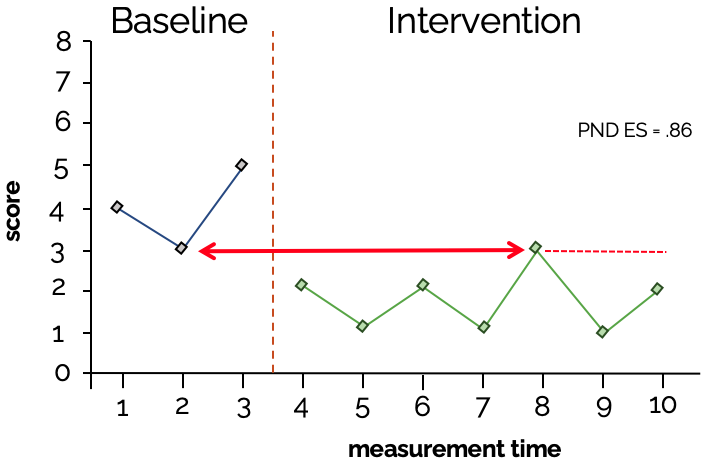 Baseline Intervention
8
7
6
PND ES = .86
5
4
3
2
1
0
score
1 2 3 4 5 6 7 8 9 10
measurement time